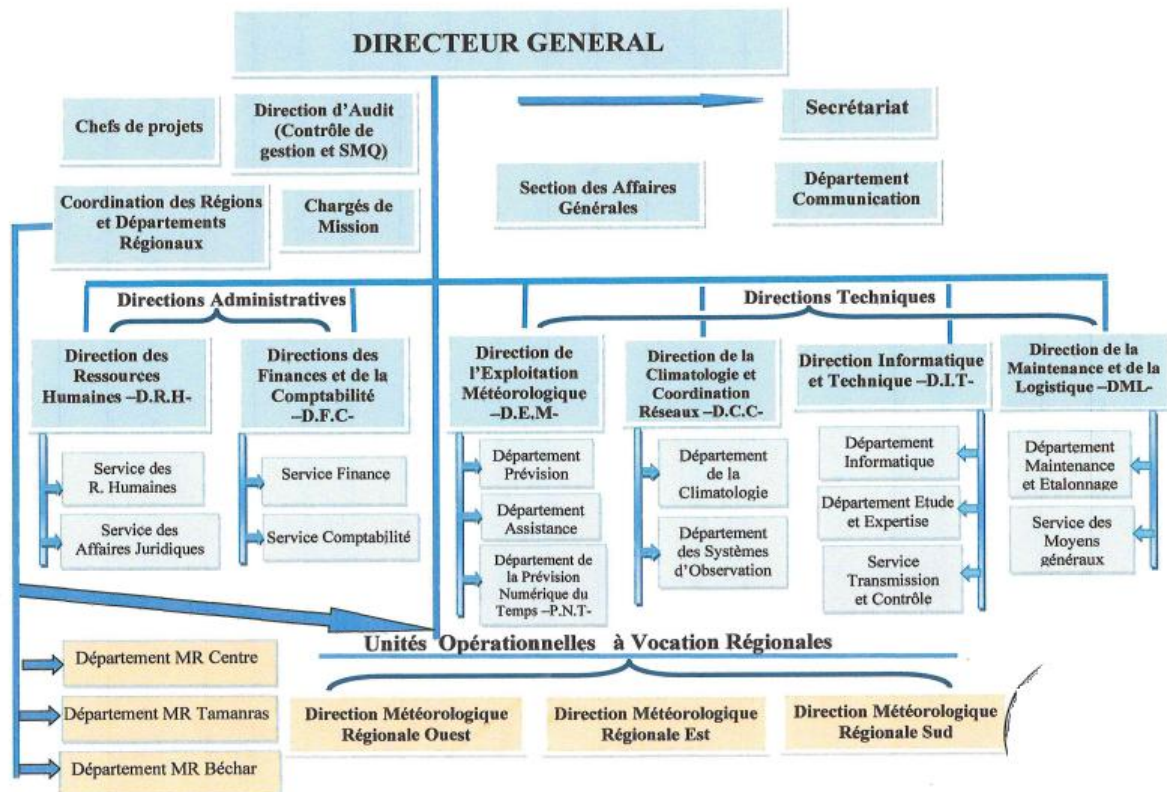 DIRECTEUR GENERAL
Chefs de projets
Direction d'Audit
(Contrôle de
gestion et SMQ)
Secrétariat
Coordination des Régions
et Départements
Régionaux
Chargés de
Mission
Section des Affaires
Générales
Département
Communication
Directions Administratives
Directions Techniques
Direction des
Ressources
Humaines –D.R.H-
Directions des
Finances et de la
Comptabilité
–D.F.C-
Direction de
l'Exploitation
Météorologique
–D.E.M-
Direction de la
Climatologie et
Coordination
Réseaux –D.C.C-
Direction Informatique
et Technique –D.I.T-
Direction de la
Maintenance et de la
Logistique –DML-
Service des
R. Humaines
Service des
Affaires Juridiques
Service Finance
Service Comptabilité
Département
Prévision
Département
Assistance
Département de
la Prévision
Numérique du
Temps –P.N.T-
Département
de la
Climatologie
Département
des Systèmes
d'Observation
Département
Informatique
Département Etude
et Expertise
Service
Transmission
et Contrôle
Département
Maintenance
et Etalonnage
Service des
Moyens
généraux
Unités Opérationnelles à Vocation Régionales
Département MR Centre
Département MR Tamanras
Département MR Béchar
Direction Météorologique
Régionale Ouest
Direction Météorologique
Régionale Est
Direction Météorologique
Régionale Sud